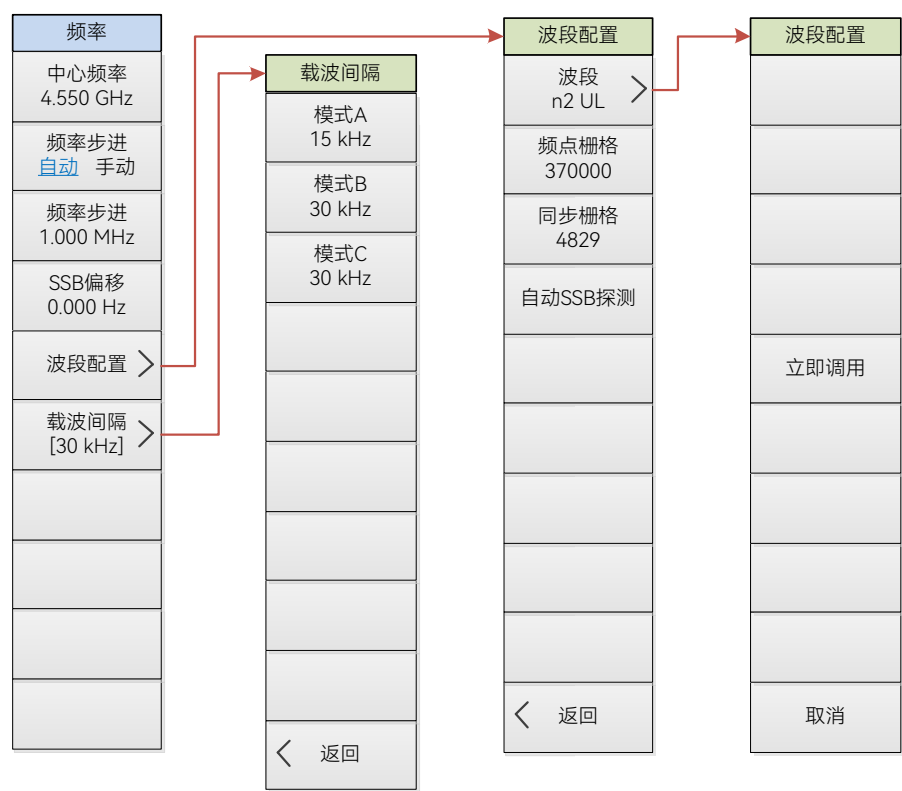 频率
中心频率
4.550 GHz
频率步进
自动 手动
频率步进
1.000 MHz
SSB偏移
0.000 Hz
波段配置
载波间隔
[30 kHz]
载波间隔
模式A
15 kHz
模式B
30 kHz
模式C
30 kHz
返回
波段配置
波段
n2 UL
频点栅格
370000
同步栅格
4829
自动SSB探测
返回
波段配置
立即调用
取消